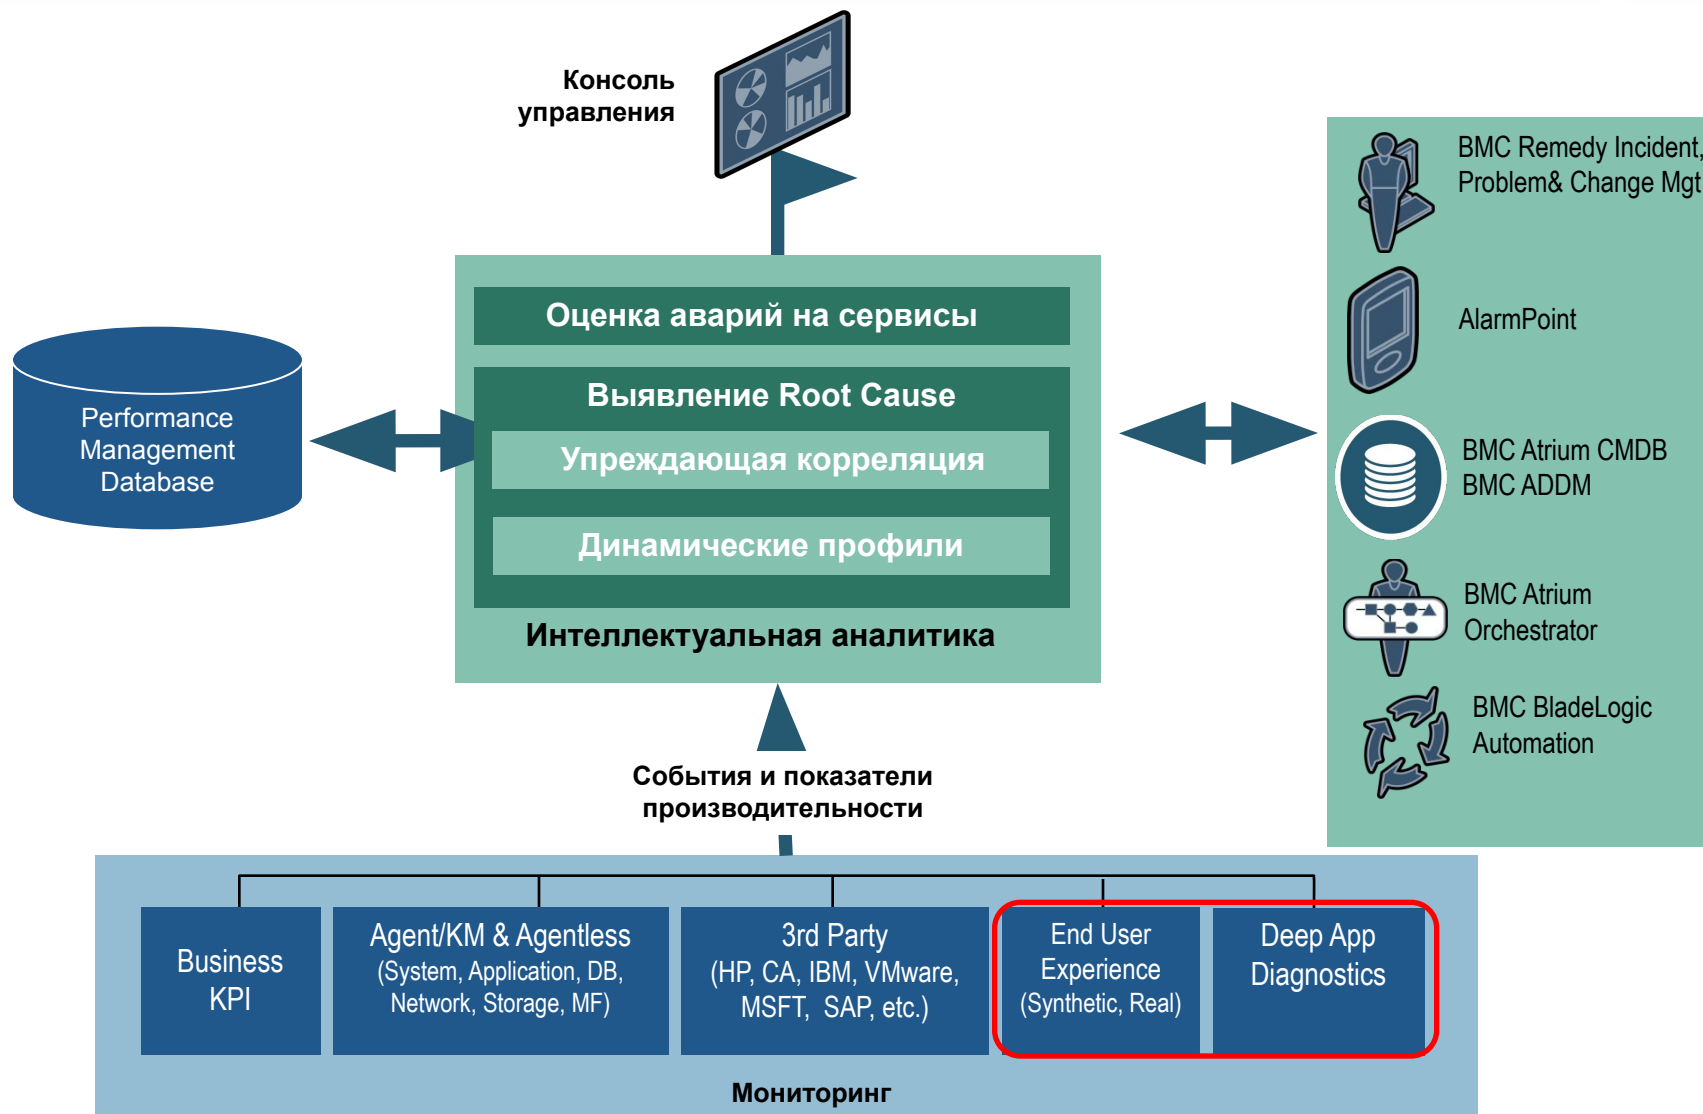 Консоль
управления
BMC Remedy Incident,
Problem& Change Mgt
AlarmPoint
BMC Atrium CMDB
BMC ADDM
BMC Atrium
Orchestrator
BMC BladeLogic
Automation
Оценка аварий на сервисы
Выявление Root Cause
Упреждающая корреляция
Динамические профили
Интеллектуальная аналитика
Performance
Management
Database
События и показатели
производительности
Business
KPI
Agent/KM & Agentless
(System, Application, DB,
Network, Storage, MF)
3rd Party
(HP, CA, IBM, VMware,
MSFT, SAP, etc.)
End User
Experience
(Synthetic, Real)
Deep App
Diagnostics
Мониторинг